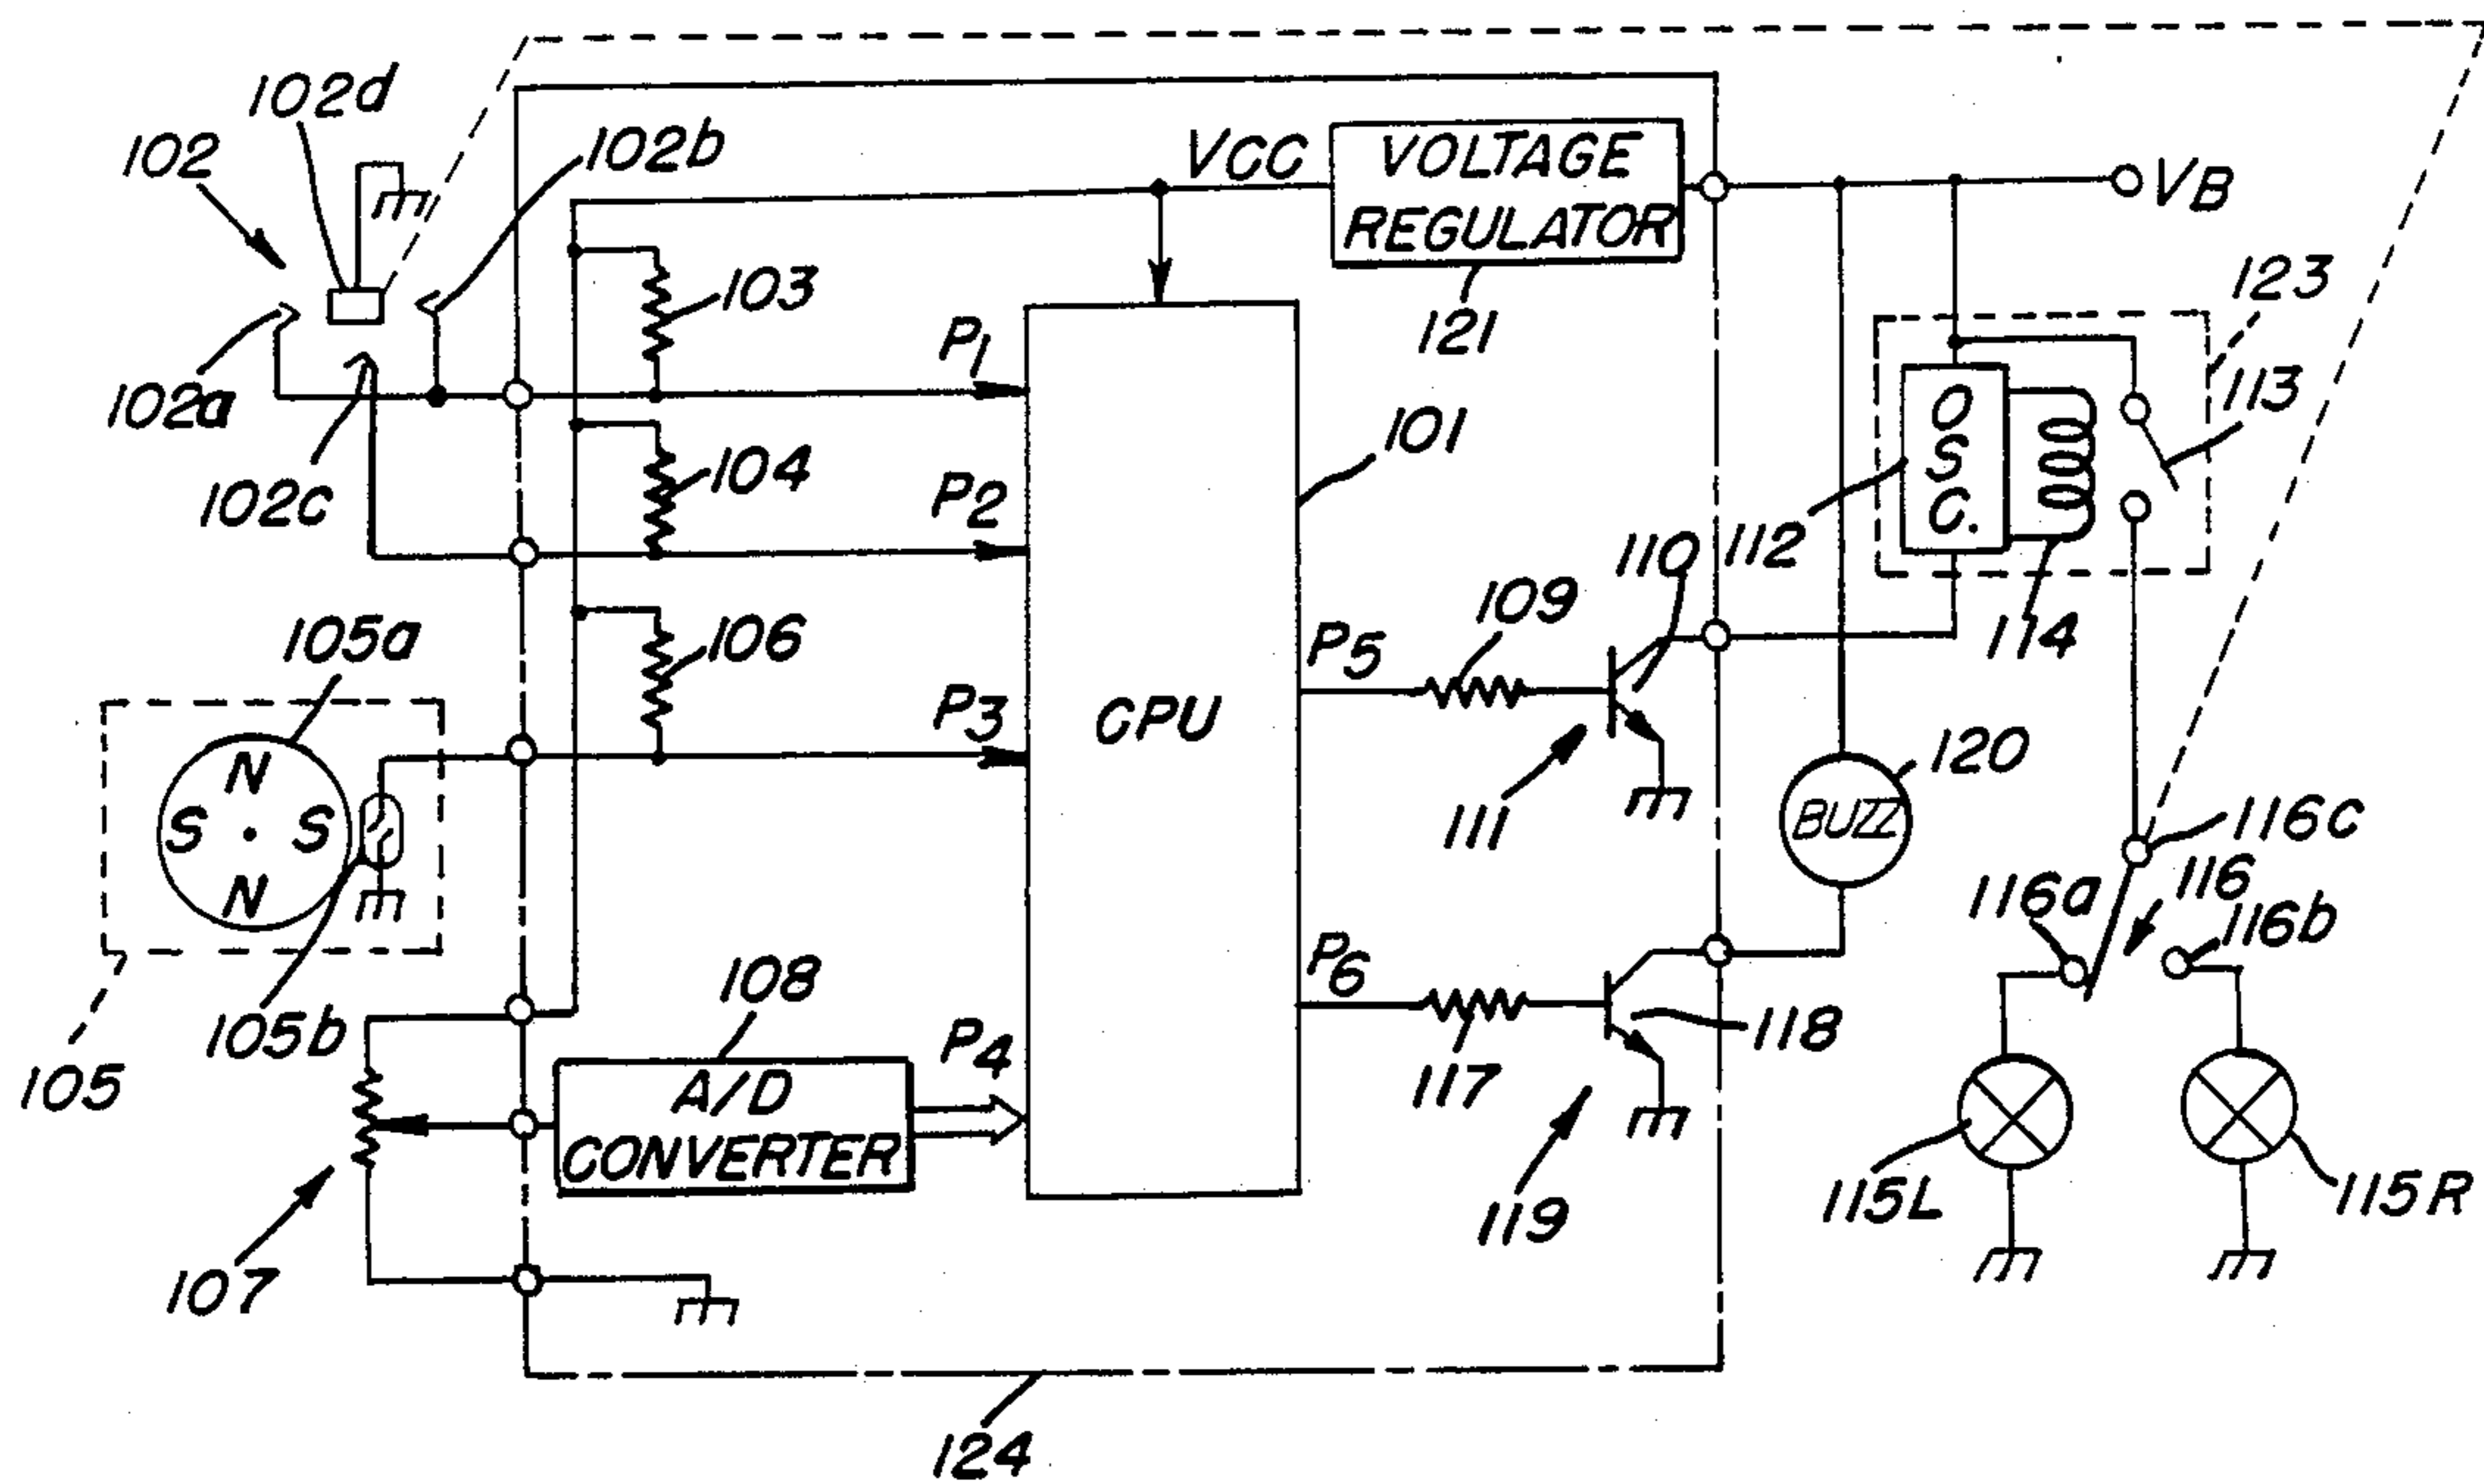 102d
102
102b
VCC
VOLTAGE
REGULATOR
VB
103
121
123
P1
102a
101
O
S
C.
113
104
P2
102c
112
110
109
114
105a
106
P5
P3
CPU
N
S
S
N
111
BUZZ
120
116c
116a
116
116b
108
P6
105b
118
P4
A/D
CONVERTER
117
105
119
115L
115R
107
124